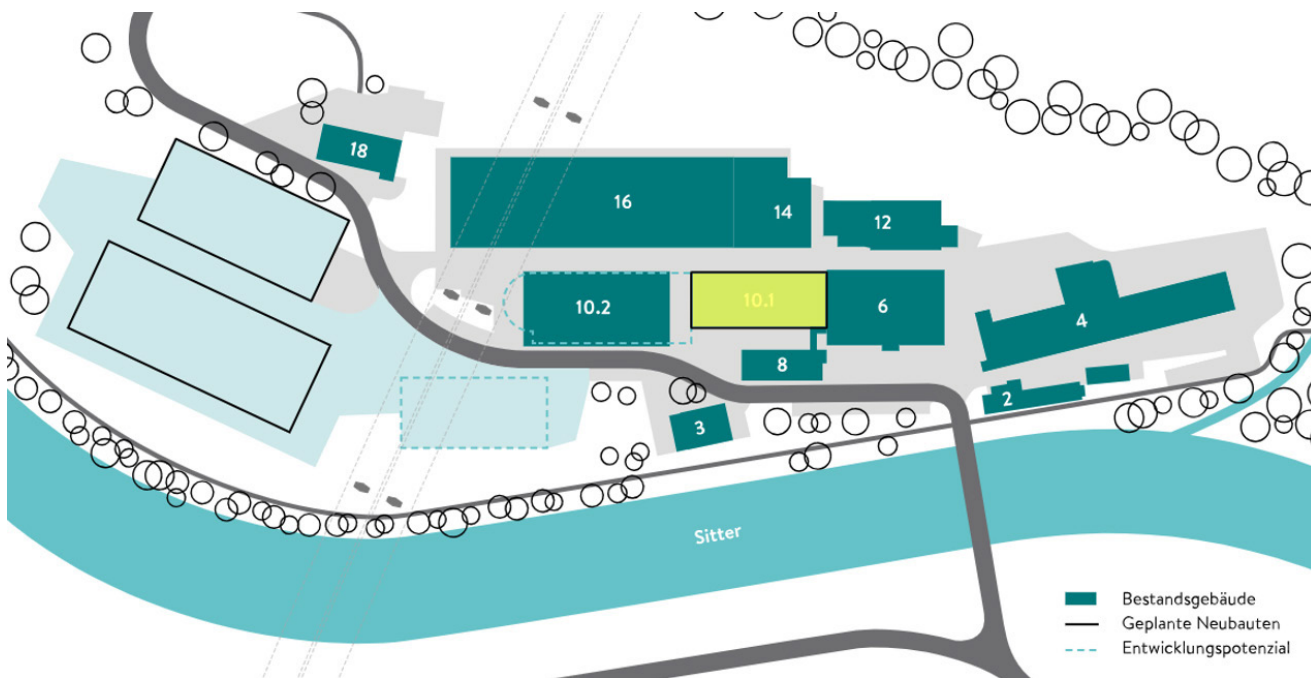 18
16
14
12
10.2
10.1
6
4
8
2
3
Sitter
Bestandsgebäude
Geplante Neubauten
Entwicklungspotenzial